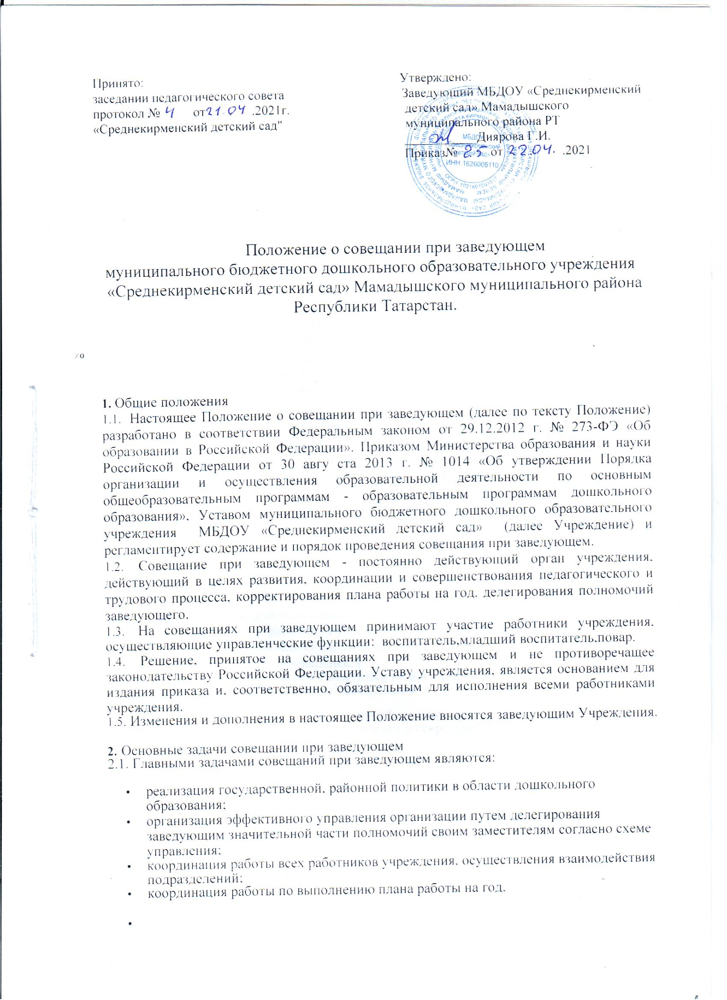 Принято:
заседании педагогического совета
протокол № 4 от 21.04 .2021г.
«Среднекирменский детский сад"
Утверждено:
Заведующий МБДОУ «Среднекирменский
детский сад» Мамадышского
муниципального района РТ
Диярова Г.И.
Приказ№ 25 от 22.04. .2021
МБДОУ
«Среднекирменский
детский сад»
ИНН 1626005110
Положение о совещании при заведующем
муниципального бюджетного дошкольного образовательного учреждения
«Среднекирменский детский сад» Мамадышского муниципального района
Республики Татарстан.
1. Общие положения
1.1. Настоящее Положение о совещании при заведующем (далее по тексту Положение)
разработано в соответствии Федеральным законом от 29.12.2012 г. № 273-ФЭ «Об
образовании в Российской Федерации». Приказом Министерства образования и науки
Российской Федерации от 30 авгу ста 2013 г. № 1014 «Об утверждении Порядка
организации и осуществления образовательной деятельности по основным
общеобразовательным программам - образовательным программам дошкольного
образования», Уставом муниципального бюджетного дошкольного образовательного
учреждения МБДОУ «Среднекирменский детский сад» (далее Учреждение) и
регламентирует содержание и порядок проведения совещания при заведующем.
1.2. Совещание при заведующем - постоянно действующий орган учреждения,
действующий в целях развития, координации и совершенствования педагогического и
трудового процесса, корректирования плана работы на год. делегирования полномочий
заведующего.
1.3. На совещаниях при заведующем принимают участие работники учреждения,
осуществляющие управленческие функции: воспитатель,младший воспитатель,повар.
1.4. Решение, принятое на совещаниях при заведующем и не противоречащее
законодательству Российской Федерации. Уставу учреждения, является основанием для
издания приказа и, соответственно, обязательным для исполнения всеми работниками
учреждения.
1.5. Изменения и дополнения в настоящее Положение вносятся заведующим Учреждения.
2. Основные задачи совещании при заведующем
2.1. Главными задачами совещаний при заведующем являются:
• реализация государственной, районной политики в области дошкольного
образования;
• организация эффективного управления организации путем делегирования
заведующим значительной части полномочий своим заместителям согласно схеме
управления;
• координация работы всех работников учреждения, осуществления взаимодействия
подразделений;
• координация работы по выполнению плана работы на год.
•